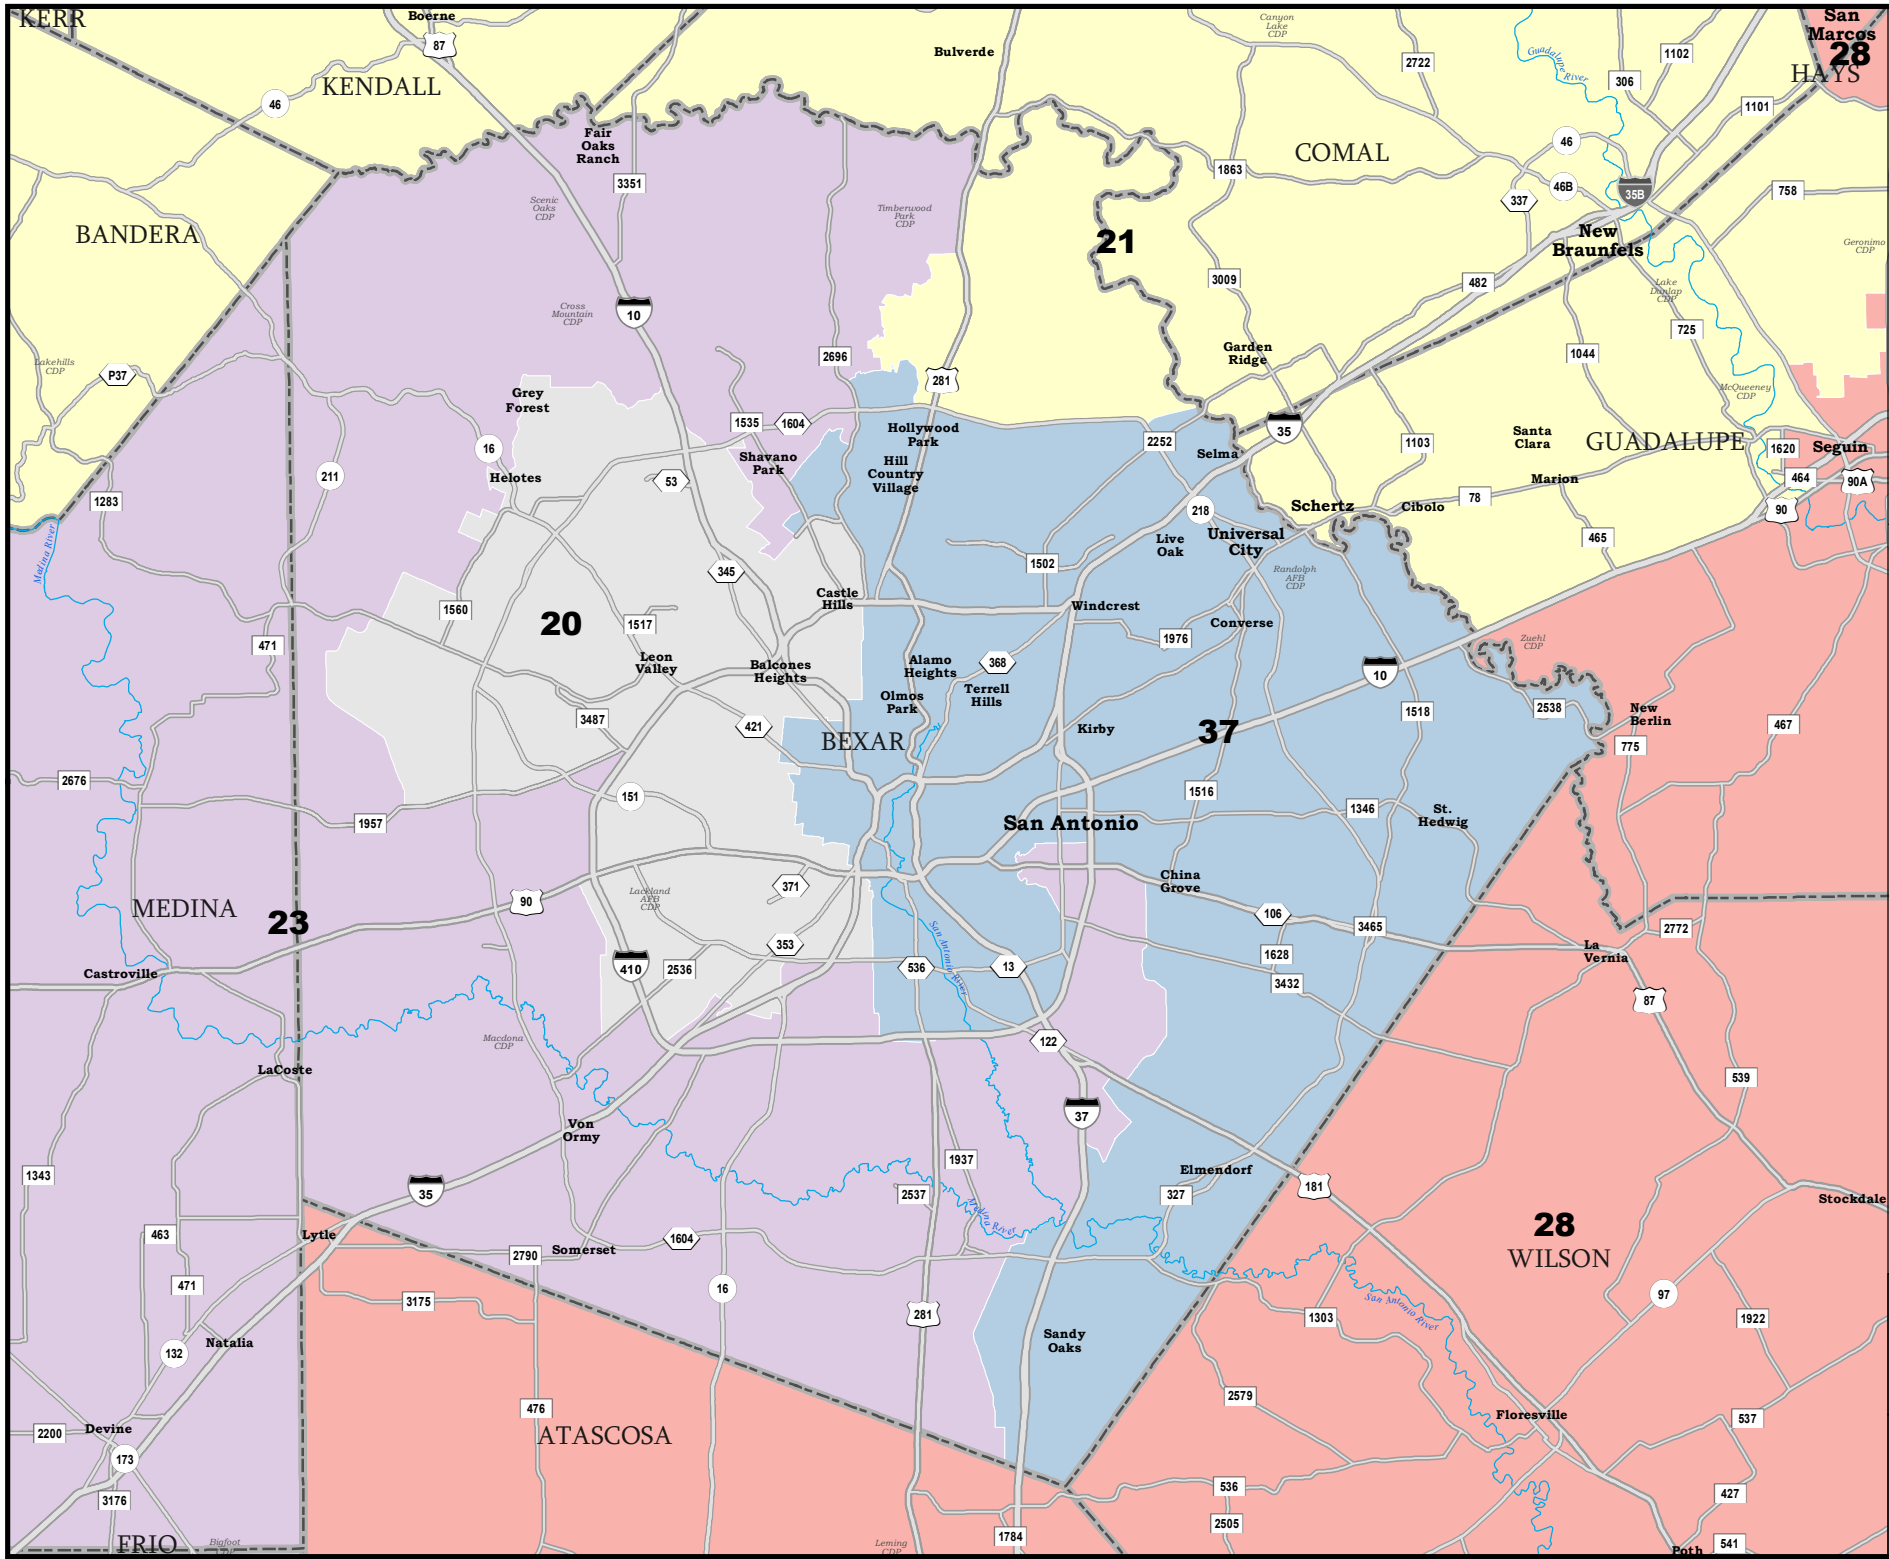 KERR
Boerne
87
KENDALL
46
Bulverde
Canyon
Lake
CDP
2722
Guadalupe River
306
1102
San
Marcos
28
HAYS
1101
Fair
Oaks
Ranch
3351
Scenic
Oaks
CDP
Timberwood
Park
CDP
21
1863
COMAL
46
46B
337
35B
758
New
Braunfels
Geronimo
CDP
BANDERA
Cross
Mountain
CDP
10
3009
482
Lake
Dunlap
CDP
725
Lakehills
CDP
P37
2696
281
Garden
Ridge
1044
McQueeney
CDP
Grey
Forest
16
Helotes
211
1283
53
1535
1604
Shavano
Park
Hollywood
Park
Hill
Country
Village
2252
Selma
35
1103
Santa
Clara
GUADALUPE
1620
Seguin
464
90A
90
Marion
78
Cibolo
Schertz
465
218
Universal
City
Live
Oak
Randolph
AFB
CDP
Medina River
345
1502
1560
20
1517
Castle
Hills
Windcrest
Converse
1976
471
Leon
Valley
Balcones
Heights
Alamo
Heights
368
Terrell
Hills
Olmos
Park
10
Zuehl
CDP
2538
New
Berlin
467
3487
421
BEXAR
Kirby
37
1518
775
2676
151
1957
1516
1346
St.
Hedwig
San Antonio
MEDINA
23
90
Lackland
AFB
CDP
371
China
Grove
106
3465
2772
La
Vernia
Castroville
410
2536
353
536
San Antonio River
13
1628
3432
87
Macdona
CDP
122
LaCoste
539
Von
Ormy
37
1343
35
1937
2537
Medina River
Elmendorf
327
181
Stockdale
463
Lytle
2790
Somerset
1604
28
WILSON
471
3175
16
281
San Antonio River
1303
97
1922
132
Natalia
Sandy
Oaks
2579
476
ATASCOSA
Floresville
537
2200
Devine
173
3176
536
427
FRIO
Bigfoot
CDP
Leming
CDP
1784
2505
Poth
541